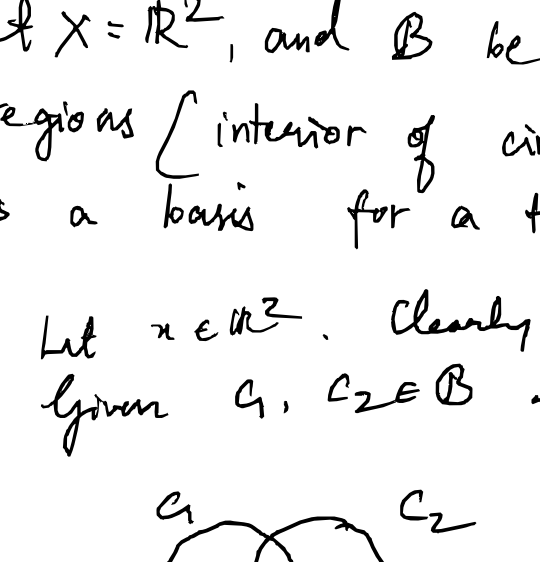 X = ℝ², and 𝔹 be
regions (interior of
a basis for a
Let x ∈ ℝ². Clearly
Given C₁, C₂ ∈ 𝔹
C₁ C₂